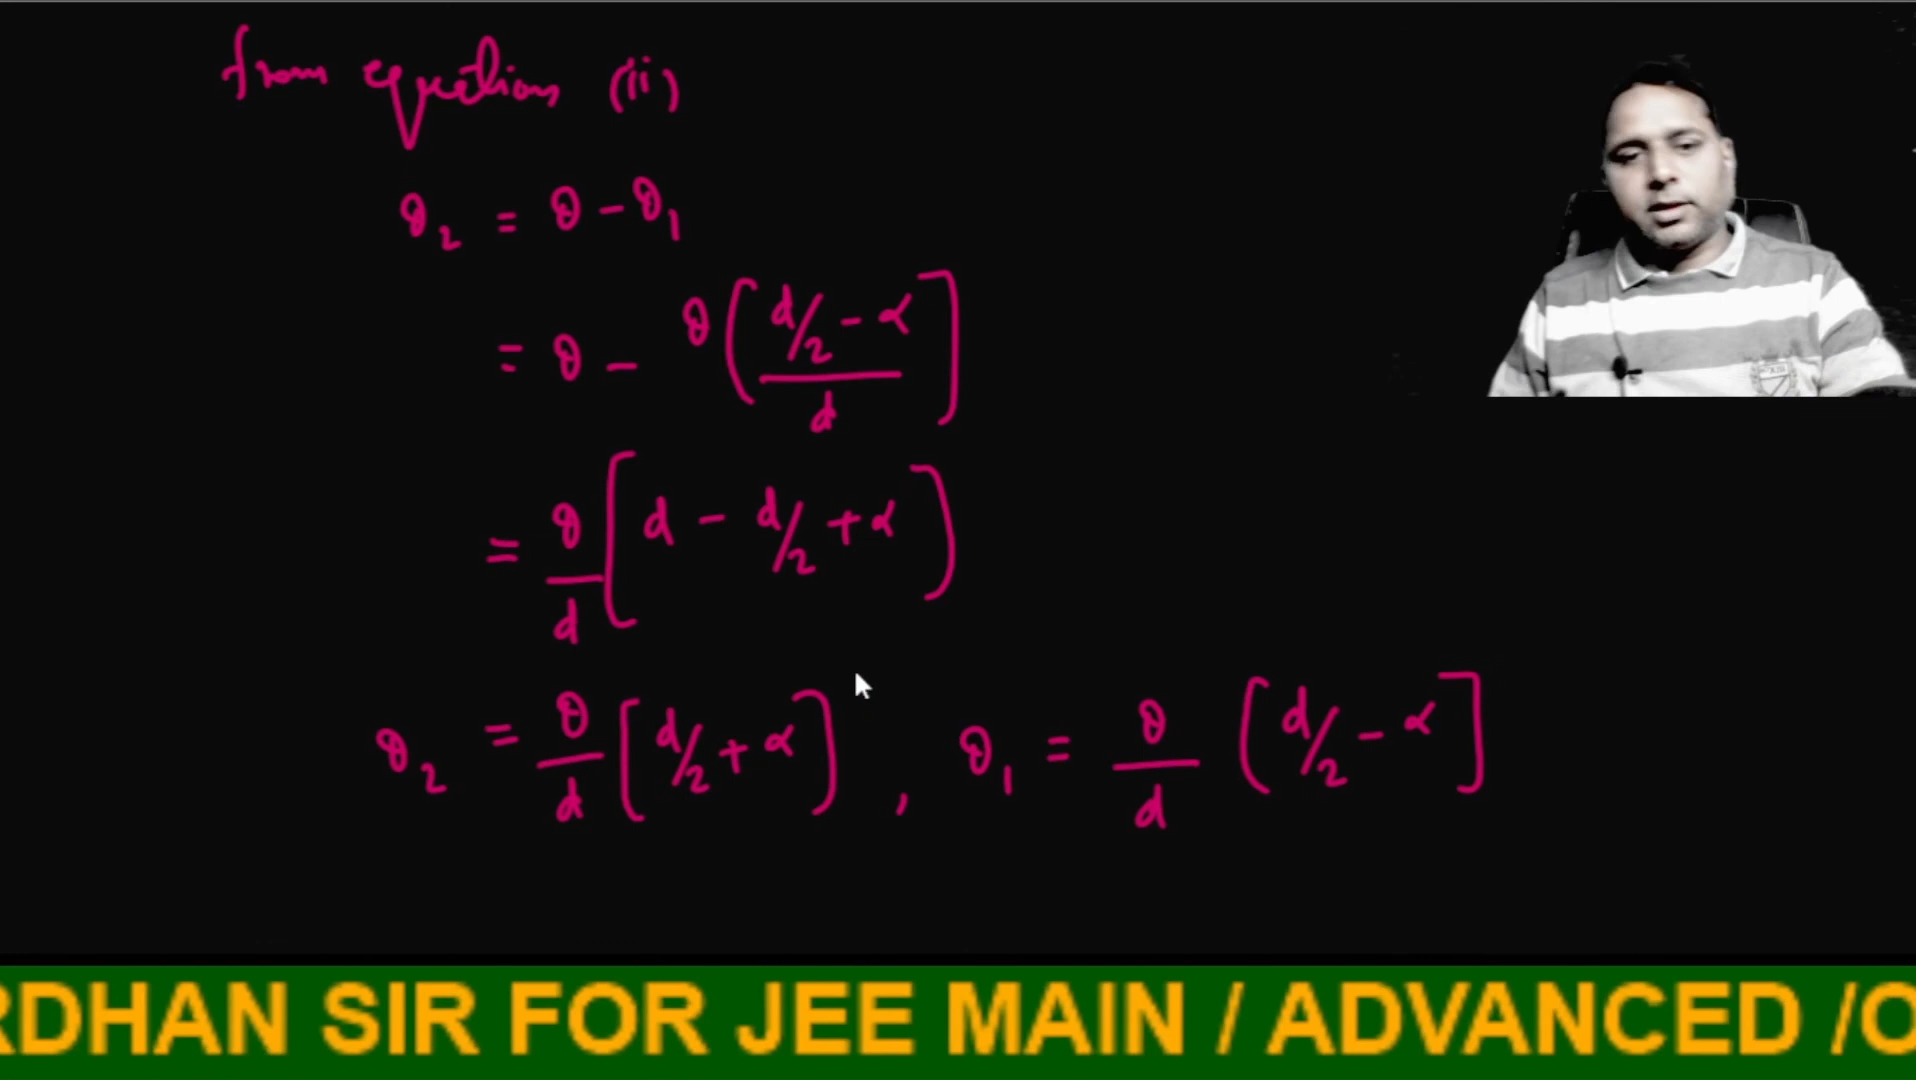 from equation (ii)
θ₂ = θ - θ₁
= θ - θ(d/2 - α / d]
= θ/d [d - d/2 + α)
θ₂ = θ/d [d/2 + α), θ₁ = θ/d (d/2 - α]
RDHAN SIR FOR JEE MAIN / ADVANCED /O